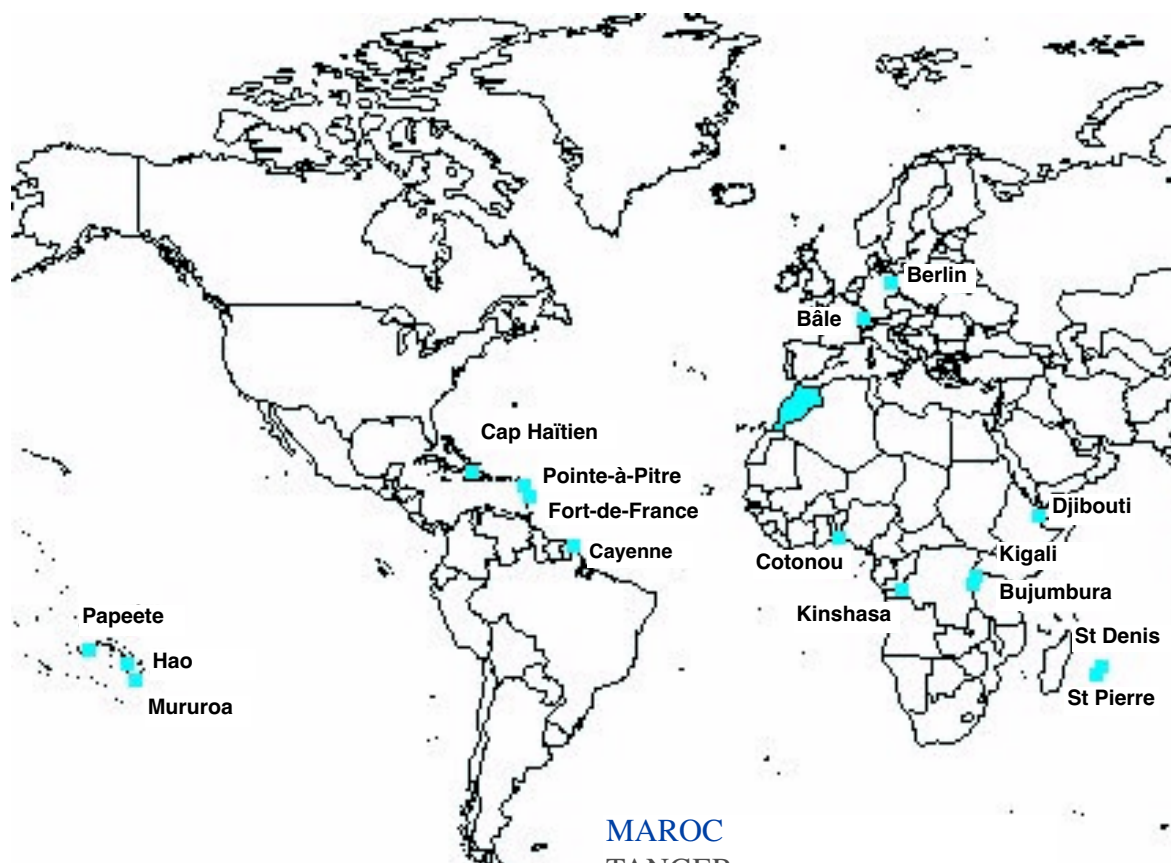 Berlin
Bâle
Cap Haïtien
Pointe-à-Pitre
Fort-de-France
Djibouti
Cayenne
Cotonou
Kigali
Bujumbura
Kinshasa
Papeete
St Denis
Hao
St Pierre
Mururoa
MAROC
TANGER